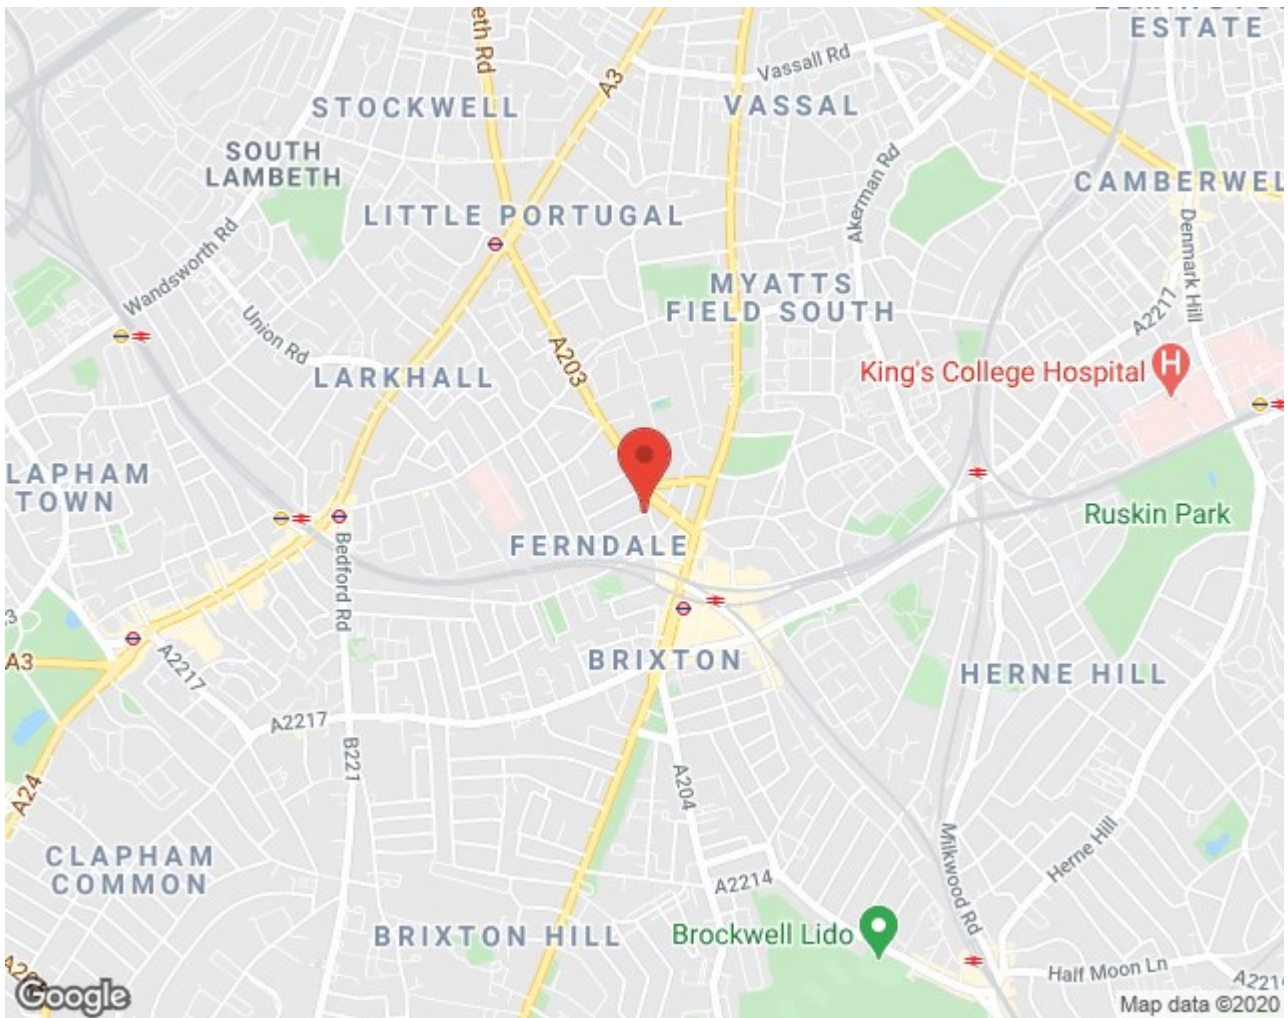 ESTATE
eth Rd
A3
Vassall Rd
STOCKWELL
VASSAL
SOUTH
LAMBETH
Akerman Rd
CAMBERWEL
LITTLE PORTUGAL
Denmark Hill
Wandsworth Rd
MYATTS
FIELD SOUTH
A2217
Union Rd
A203
LARKHALL
King's College Hospital
H
LAPHAM
TOWN
Ruskin Park
FERNDALE
Bedford Rd
A3
A2217
BRIXTON
HERNE HILL
A2217
B221
A24
A204
CLAPHAM
COMMON
Milkwood Rd
Herne Hill
A2214
BRIXTON HILL
Brockwell Lido
Half Moon Ln
A2214
Google
Map data ©2020